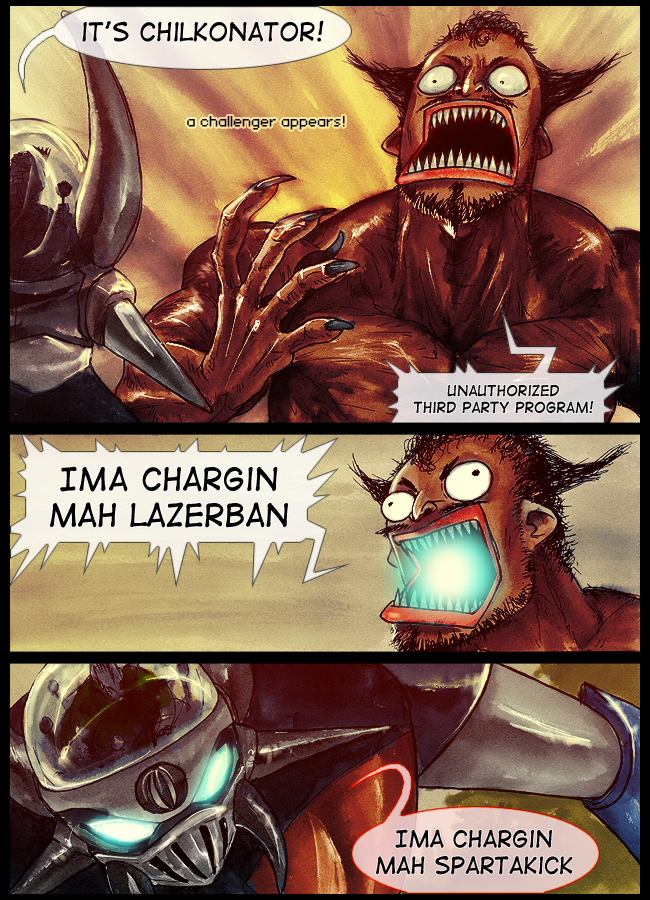 IT'S CHILKONATOR!
a challenger appears!
UNAUTHORIZED
THIRD PARTY PROGRAM!
IMA CHARGIN
MAH LAZERBAN
IMA CHARGIN
MAH SPARTAKICK